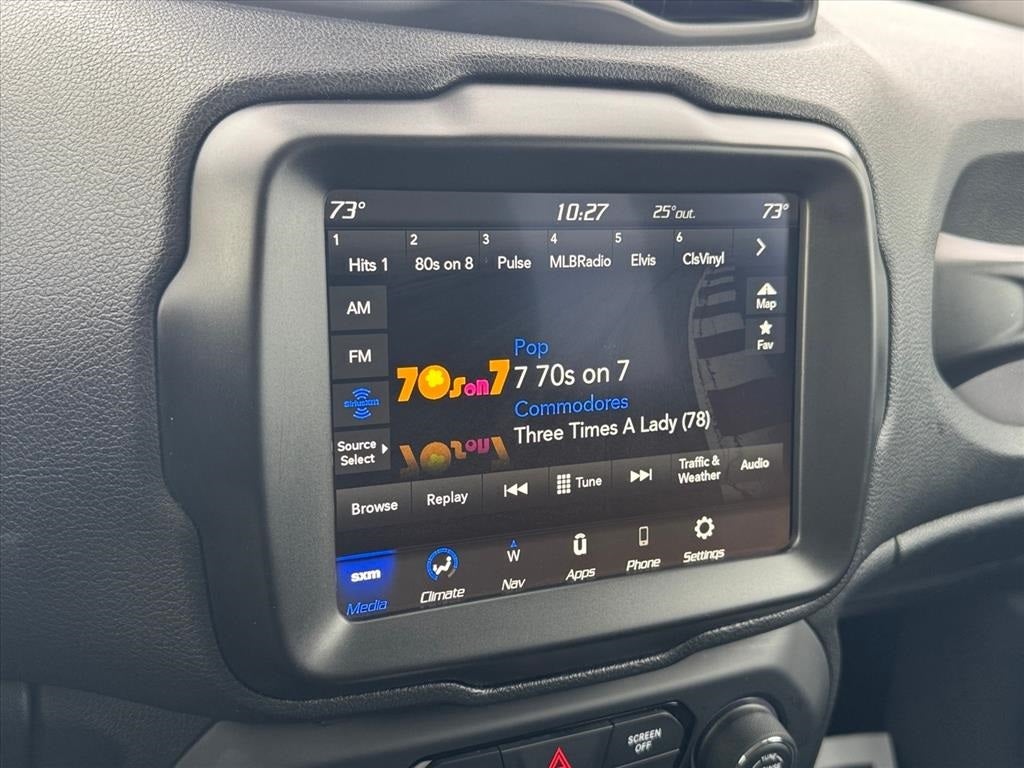 73° 10:27 25°out. 73°
1 2 3 4 5 6
Hits 1 80s on 8 Pulse MLBRadio Elvis ClsVinyl
AM
Map
FM
Fav
siriusxm
70s on 7
Pop
7 70s on 7
Commodores
Three Times A Lady (78)
Source
Select
Browse Replay Tune Traffic &
Weather Audio
sxm W
Media Climate Nav Apps Phone Settings
SCREEN
OFF